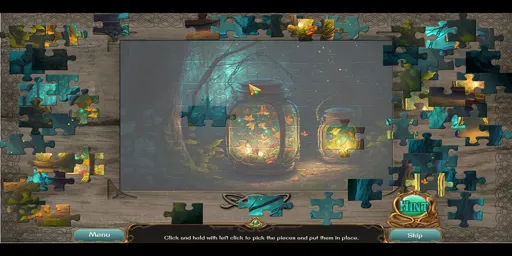 HINT
Menu
Click and hold with left click to pick the pieces and put them in place.
Skip